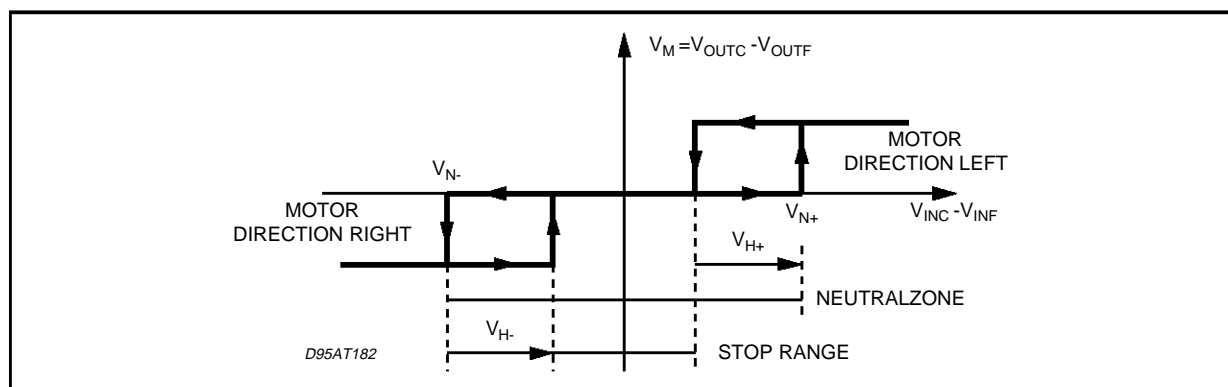 V_M =V_OUTC -V_OUTF
MOTOR
DIRECTION LEFT
V_N-
MOTOR
DIRECTION RIGHT
V_N+
V_INC -V_INF
V_H+
NEUTRALZONE
V_H-
D95AT182
STOP RANGE